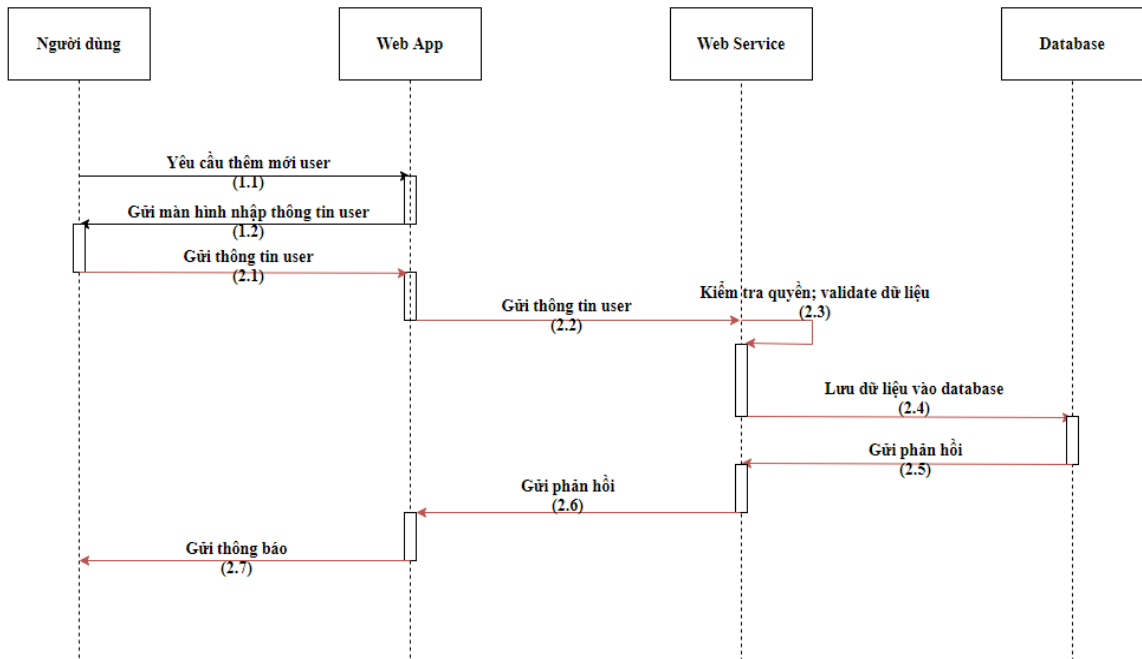 Người dùng
Web App
Web Service
Database
Yêu cầu thêm mới user
(1.1)
Gửi màn hình nhập thông tin user
(1.2)
Gửi thông tin user
(2.1)
Gửi thông tin user
(2.2)
Kiểm tra quyền; validate dữ liệu
(2.3)
Lưu dữ liệu vào database
(2.4)
Gửi phản hồi
(2.5)
Gửi phản hồi
(2.6)
Gửi thông báo
(2.7)